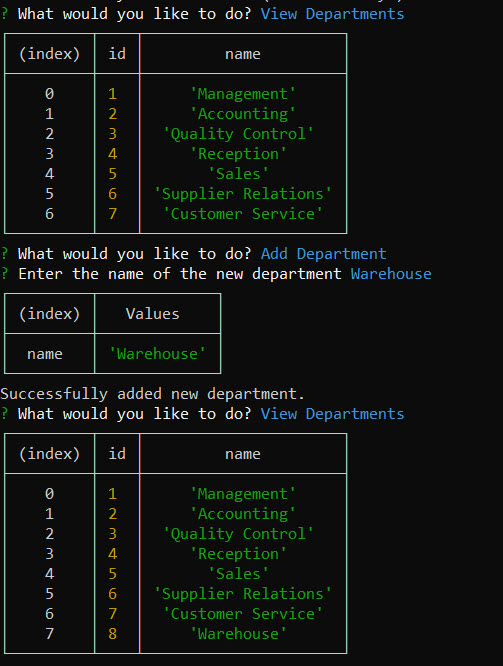 ? What would you like to do? View Departments
(index) id name
0 1 'Management'
1 2 'Accounting'
2 3 'Quality Control'
3 4 'Reception'
4 5 'Sales'
5 6 'Supplier Relations'
6 7 'Customer Service'
? What would you like to do? Add Department
? Enter the name of the new department Warehouse
(index) Values
name 'Warehouse'
Successfully added new department.
? What would you like to do? View Departments
(index) id name
0 1 'Management'
1 2 'Accounting'
2 3 'Quality Control'
3 4 'Reception'
4 5 'Sales'
5 6 'Supplier Relations'
6 7 'Customer Service'
7 8 'Warehouse'